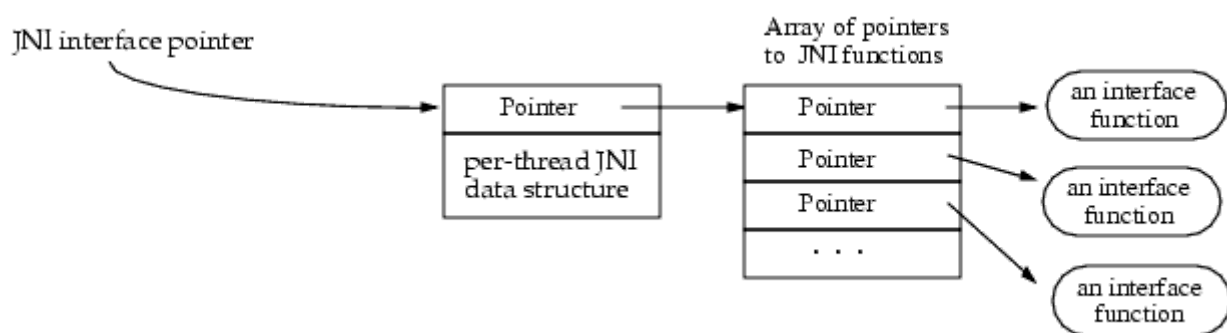 JNI interface pointer
Array of pointers
to JNI functions
Pointer
per-thread JNI
data structure
Pointer
Pointer
Pointer
. . .
an interface
function
an interface
function
an interface
function